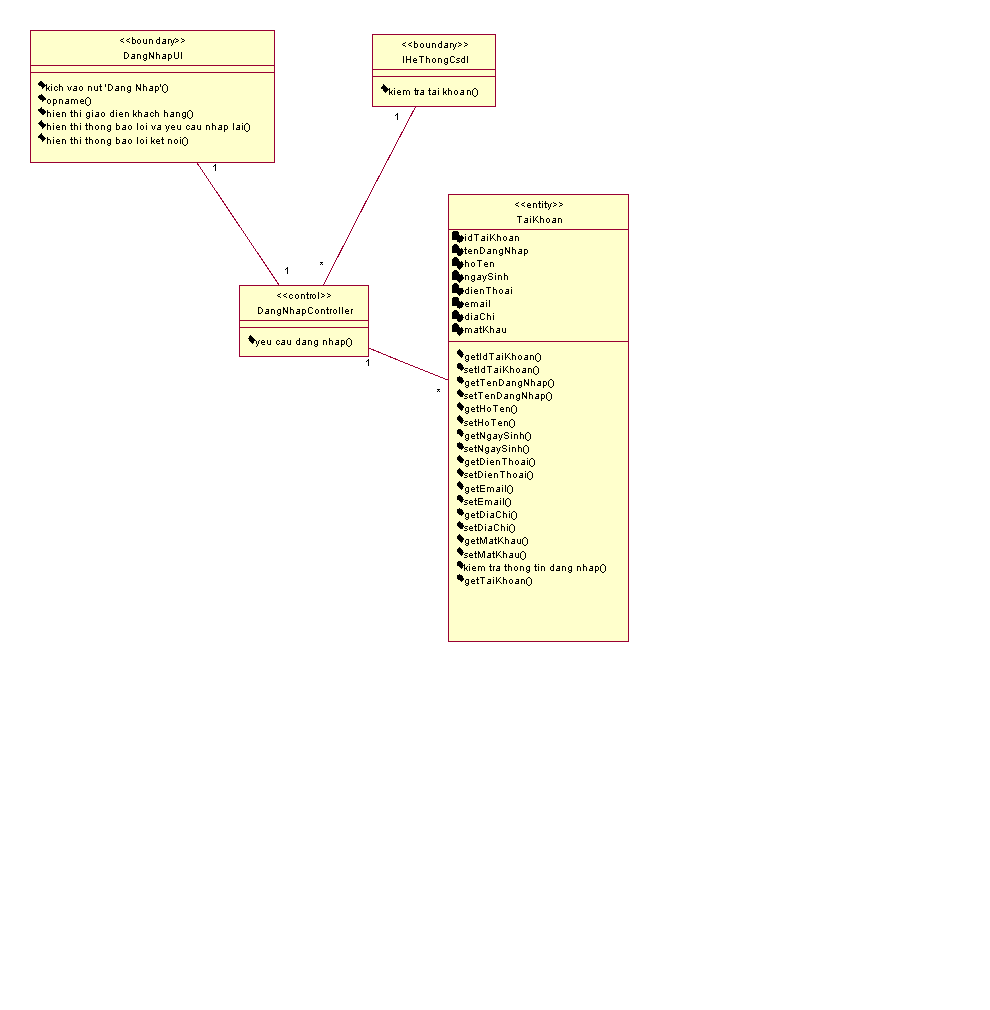 <<boundary>>
DangNhapUI
kich vao nut 'Dang Nhap'()
opname()
hien thi giao dien khach hang()
hien thi thong bao loi va yeu cau nhap lai()
hien thi thong bao loi ket noi()
1
<<boundary>>
IHeThongCsdl
kiem tra tai khoan()
1
1
*
<<control>>
DangNhapController
yeu cau dang nhap()
1
*
<<entity>>
TaiKhoan
idTaiKhoan
tenDangNhap
hoTen
ngaySinh
dienThoai
email
diaChi
matKhau
getIdTaiKhoan()
setIdTaiKhoan()
getTenDangNhap()
setTenDangNhap()
getHoTen()
setHoTen()
getNgaySinh()
setNgaySinh()
getDienThoai()
setDienThoai()
getEmail()
setEmail()
getDiaChi()
setDiaChi()
getMatKhau()
setMatKhau()
kiem tra thong tin dang nhap()
getTaiKhoan()